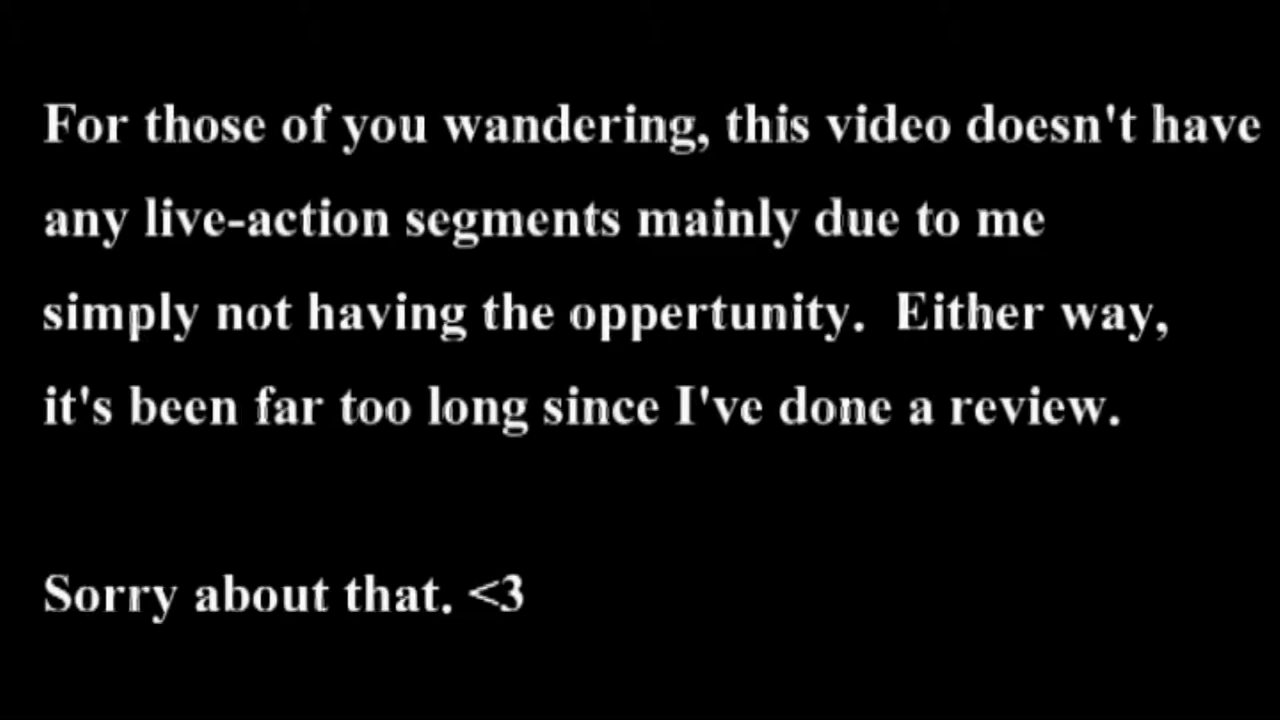 For those of you wandering, this video doesn't have
any live-action segments mainly due to me
simply not having the oppertunity.  Either way,
it's been far too long since I've done a review.
Sorry about that. <3